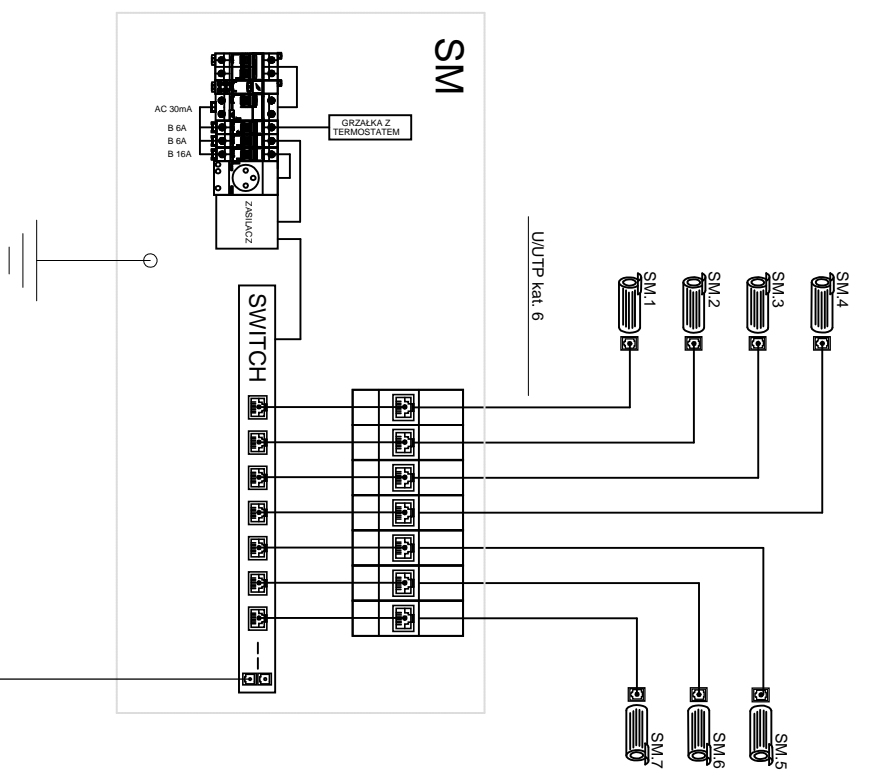 SM
AC 30mA
B 6A
B 6A
B 16A
GRZAŁKA Z
TERMOSTATEM
ZASILACZ
SWITCH
U/UTP kat. 6
SM.1
SM.2
SM.3
SM.4
SM.5
SM.6
SM.7